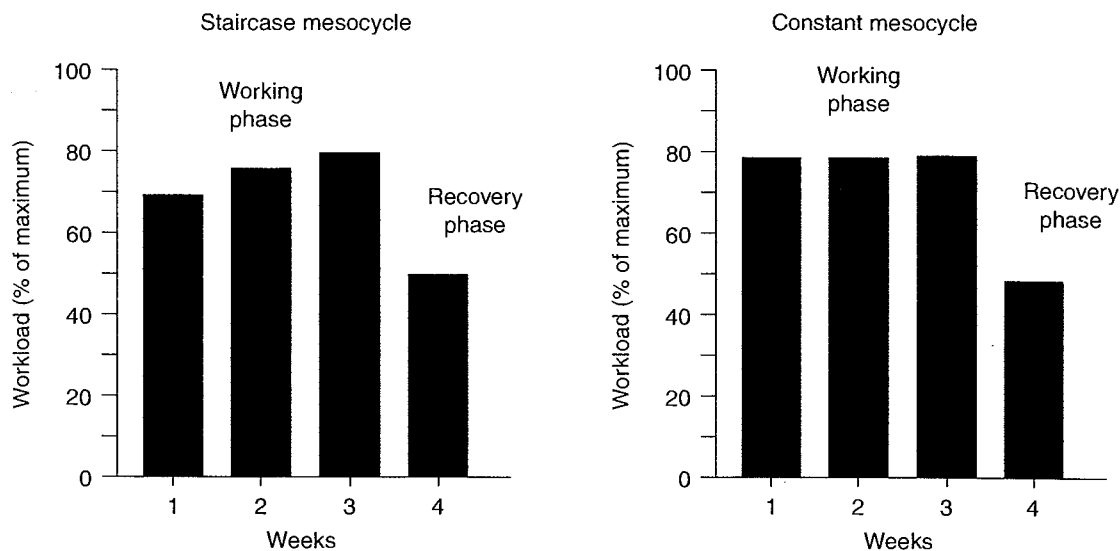 Staircase mesocycle
Workload (% of maximum)
100
80
60
40
20
0
Working
phase
Recovery
phase
1 2 3 4
Weeks
Constant mesocycle
Workload (% of maximum)
100
80
60
40
20
0
Working
phase
Recovery
phase
1 2 3 4
Weeks